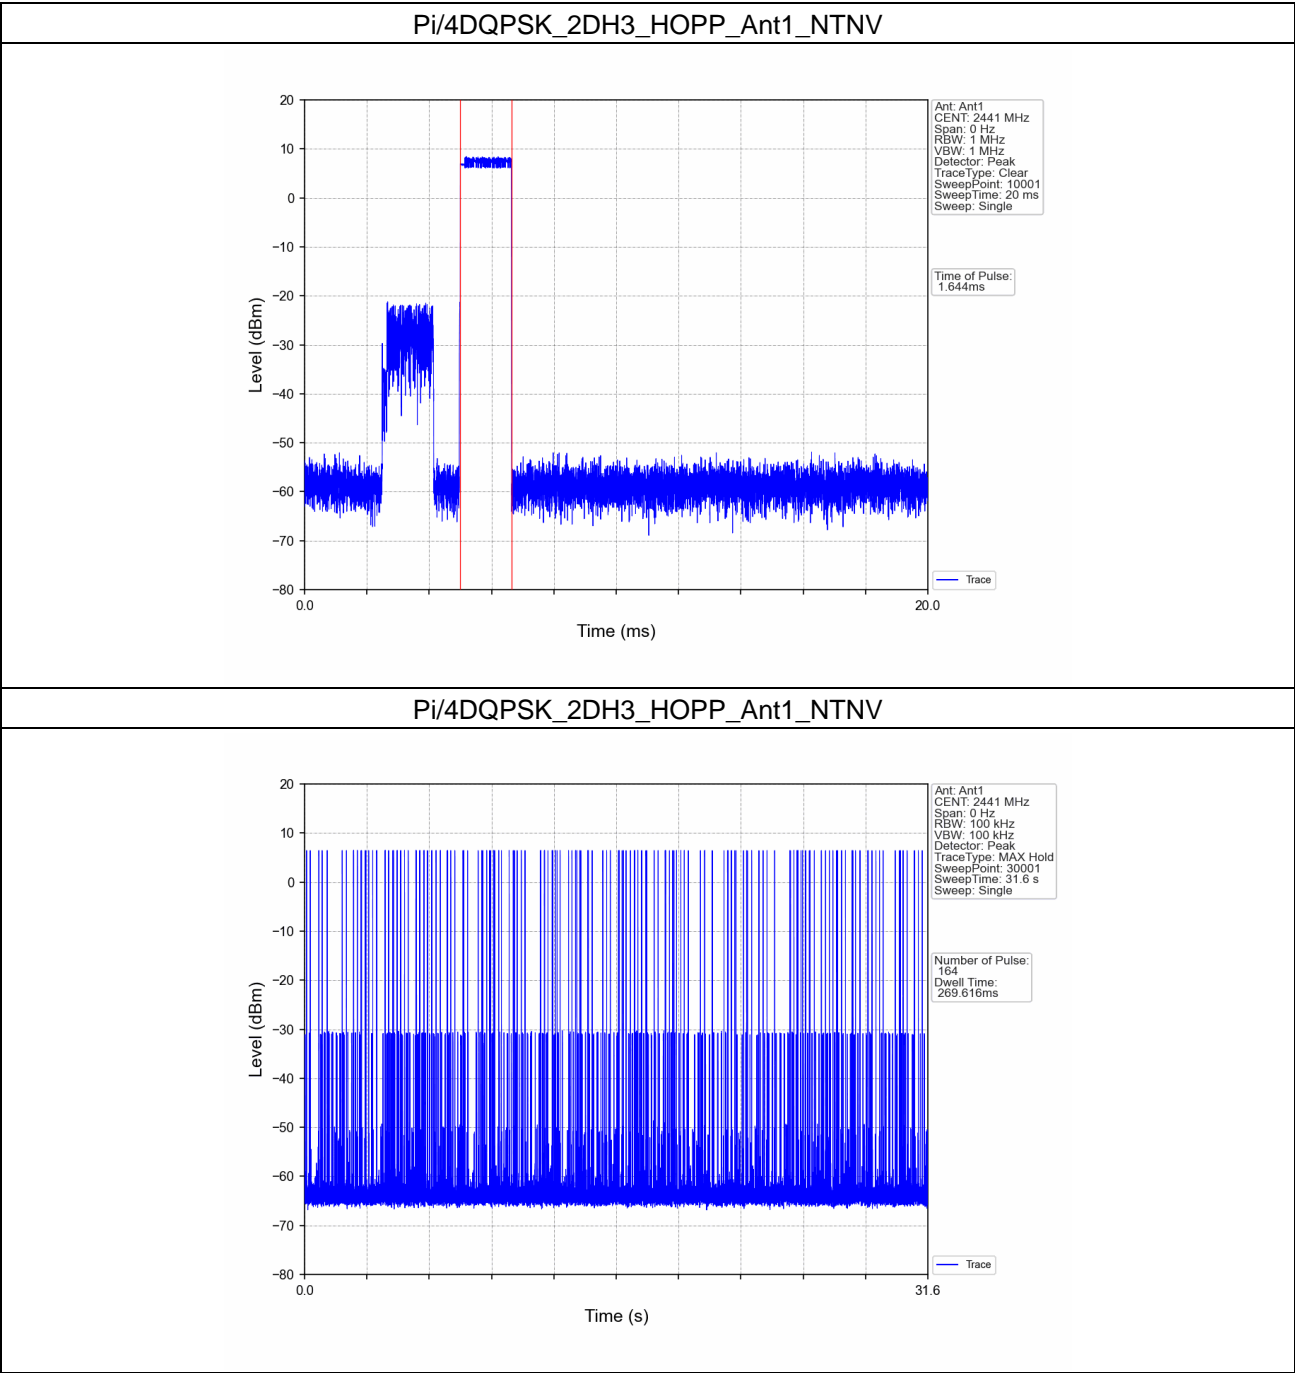 Pi/4DQPSK_2DH3_HOPP_Ant1_NTNV
20
10
0
−10
−20
−30
−40
−50
−60
−70
−80
Level (dBm)
0.0
20.0
Time (ms)
Ant: Ant1
CENT: 2441 MHz
Span: 0 Hz
RBW: 1 MHz
VBW: 1 MHz
Detector: Peak
TraceType: Clear
SweepPoint: 10001
SweepTime: 20 ms
Sweep: Single
Time of Pulse:
1.644ms
Trace
Pi/4DQPSK_2DH3_HOPP_Ant1_NTNV
20
10
0
−10
−20
−30
−40
−50
−60
−70
−80
Level (dBm)
0.0
31.6
Time (s)
Ant: Ant1
CENT: 2441 MHz
Span: 0 Hz
RBW: 100 kHz
VBW: 100 kHz
Detector: Peak
TraceType: MAX Hold
SweepPoint: 30001
SweepTime: 31.6 s
Sweep: Single
Number of Pulse:
164
Dwell Time:
269.616ms
Trace